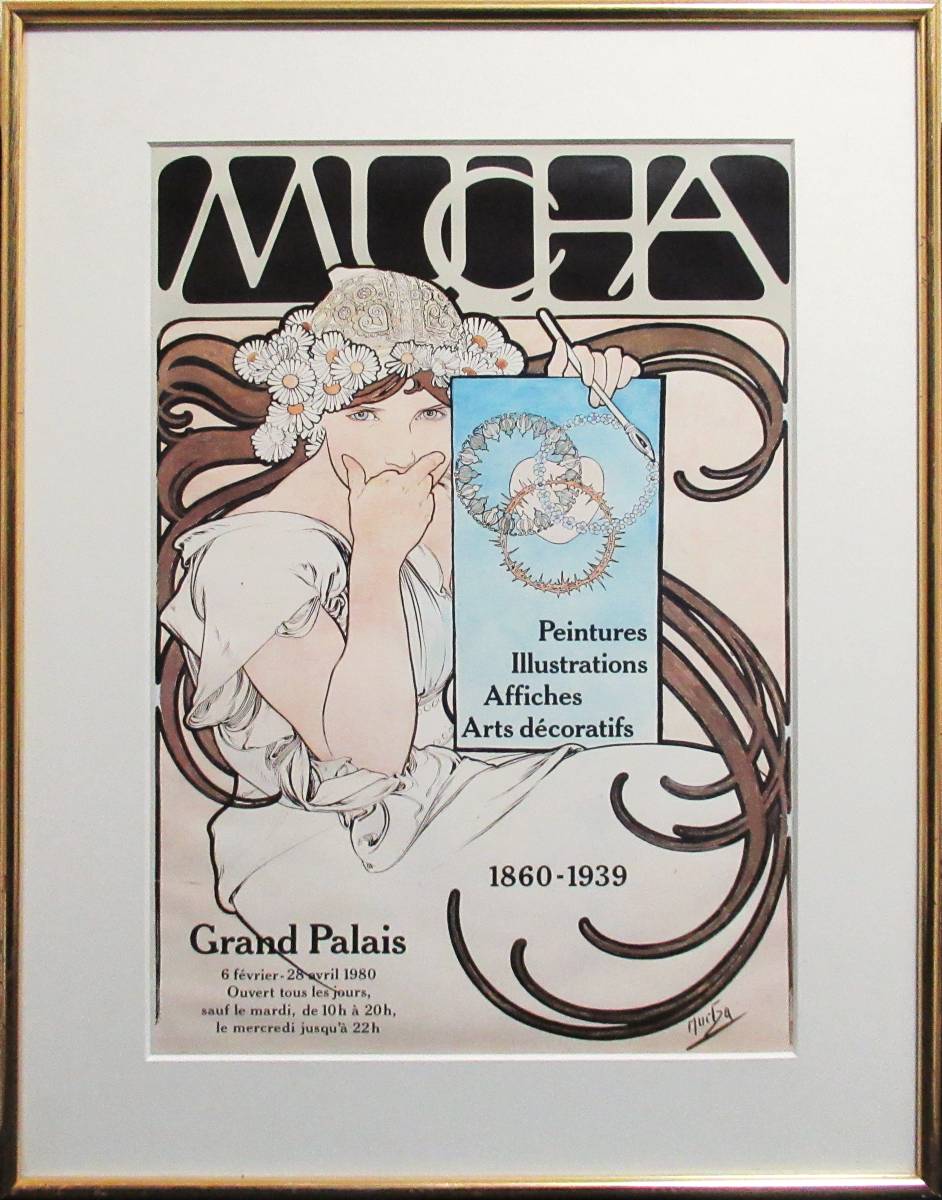 MUCHA
Peintures
Illustrations
Affiches
Arts décoratifs
1860-1939
Grand Palais
6 février-28 avril 1980
Ouvert tous les jours,
sauf le mardi, de 10h à 20h,
le mercredi jusqu'à 22h
Mucha